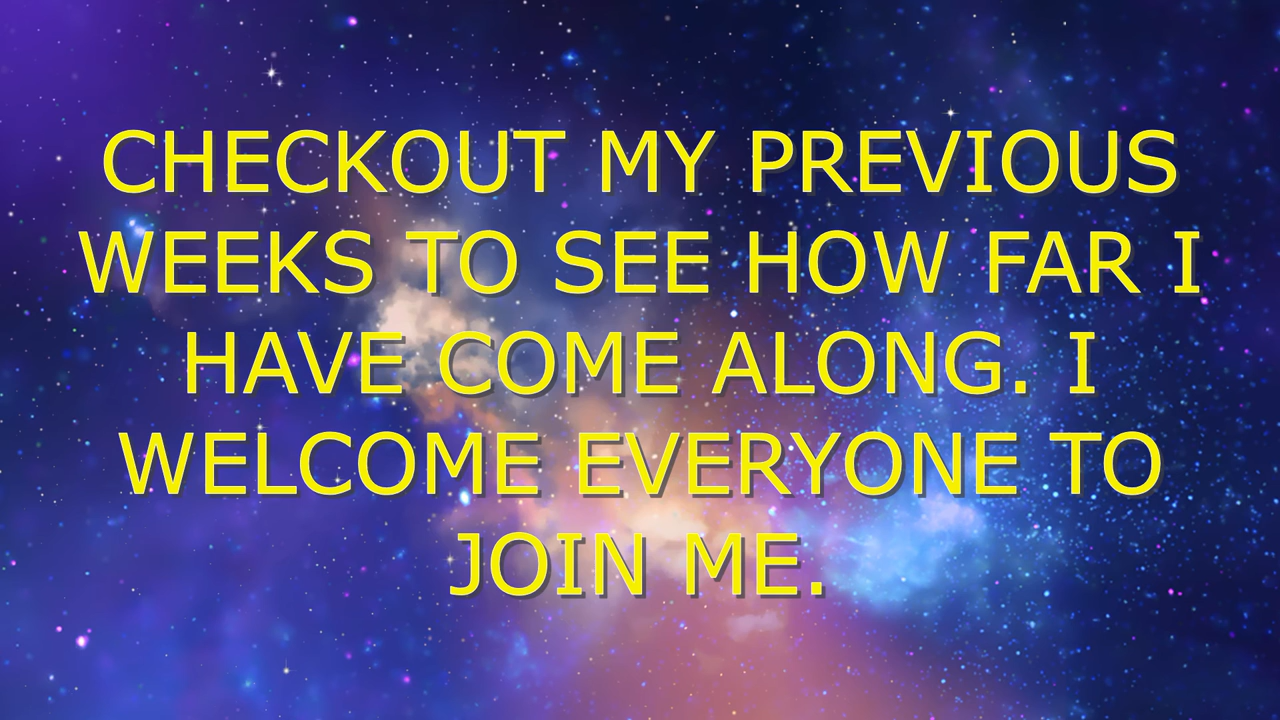 CHECKOUT MY PREVIOUS
WEEKS TO SEE HOW FAR I
HAVE COME ALONG. I
WELCOME EVERYONE TO
JOIN ME.